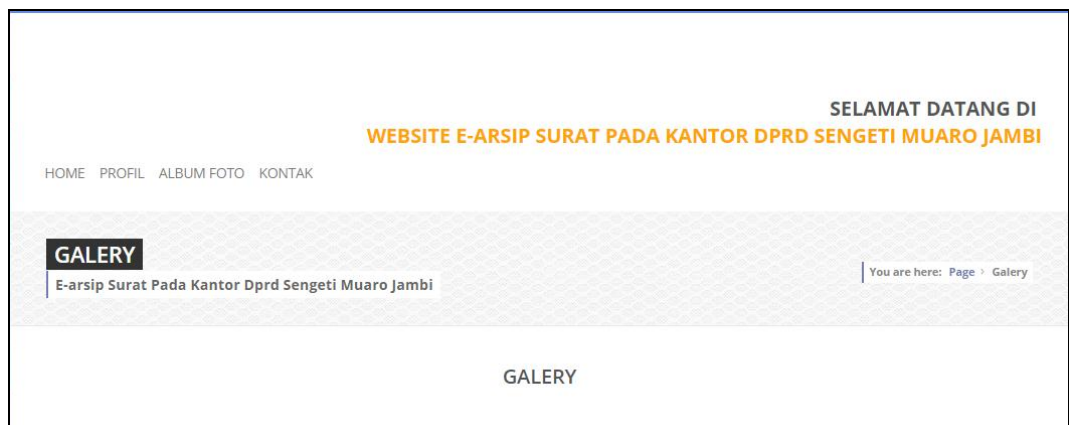 SELAMAT DATANG DI
WEBSITE E-ARSIP SURAT PADA KANTOR DPRD SENGETI MUARO JAMBI
HOME PROFIL ALBUM FOTO KONTAK
GALERY
E-arsip Surat Pada Kantor Dprd Sengeti Muaro Jambi
You are here: Page > Galery
GALERY